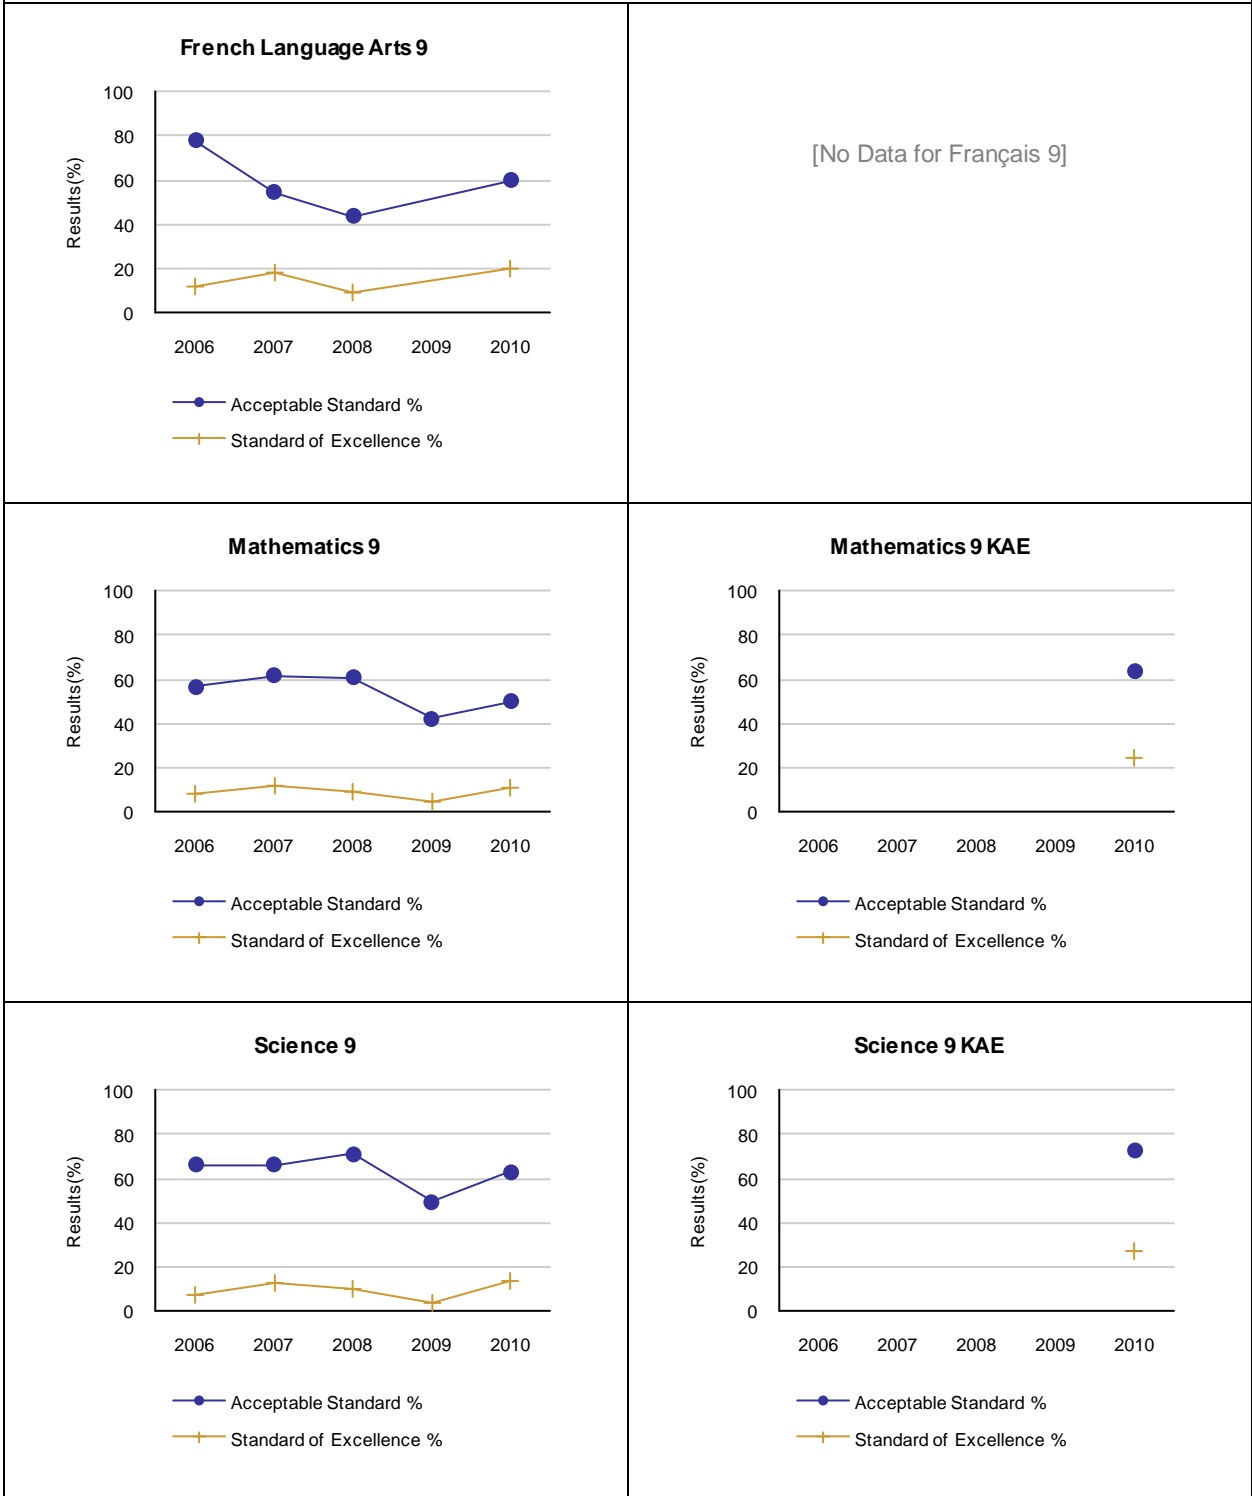 French Language Arts 9
100
80
60
40
20
0
Results(%)
2006 2007 2008 2009 2010
Acceptable Standard %
Standard of Excellence %
[No Data for Français 9]
Mathematics 9
100
80
60
40
20
0
Results(%)
2006 2007 2008 2009 2010
Acceptable Standard %
Standard of Excellence %
Mathematics 9 KAE
100
80
60
40
20
0
Results(%)
2006 2007 2008 2009 2010
Acceptable Standard %
Standard of Excellence %
Science 9
100
80
60
40
20
0
Results(%)
2006 2007 2008 2009 2010
Acceptable Standard %
Standard of Excellence %
Science 9 KAE
100
80
60
40
20
0
Results(%)
2006 2007 2008 2009 2010
Acceptable Standard %
Standard of Excellence %